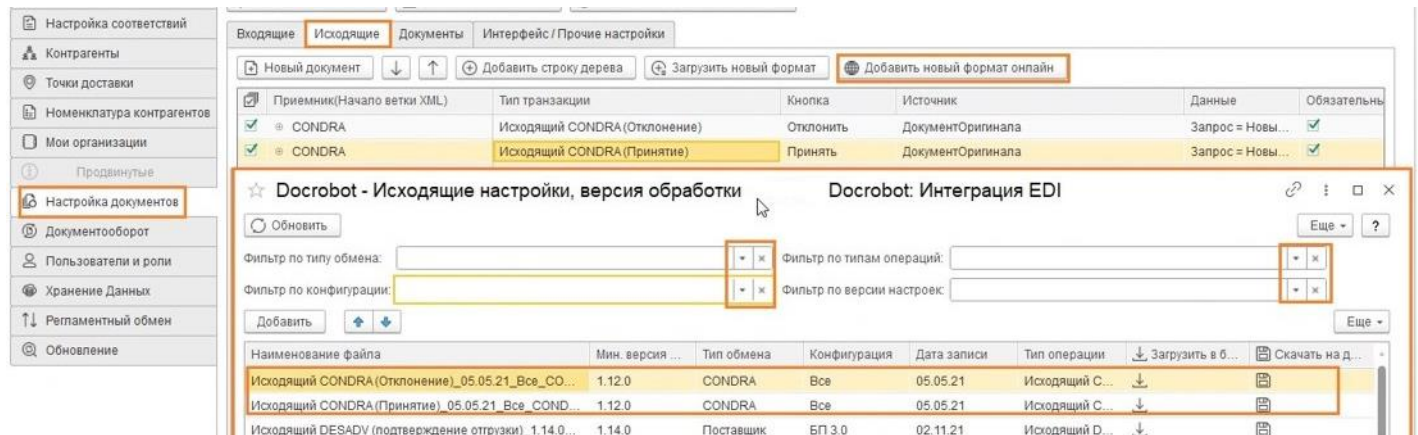 Настройка соответствий
Контрагенты
Точки доставки
Номенклатура контрагентов
Мои организации
Продвинутые
Настройка документов
Документооборот
Пользователи и роли
Хранение Данных
Регламентный обмен
Обновление
Входящие Исходящие Документы Интерфейс / Прочие настройки
Новый документ Добавить строку дерева Загрузить новый формат Добавить новый формат онлайн
Приемник(Начало ветки XML) Тип транзакции Кнопка Источник Данные Обязательны
CONDRA Исходящий CONDRA (Отклонение) Отклонить ДокументОригинала Запрос = Новы...
CONDRA Исходящий CONDRA (Принятие) Принять ДокументОригинала Запрос = Новы...
Docrobot - Исходящие настройки, версия обработки Docrobot: Интеграция EDI
Обновить Еще ?
Фильтр по типу обмена: Фильтр по типам операций:
Фильтр по конфигурации: Фильтр по версии настроек:
Добавить Еще
Наименование файла Мин. версия ... Тип обмена Конфигурация Дата записи Тип операции Загрузить в б... Скачать на д...
Исходящий CONDRA (Отклонение)_05.05.21_Все_CO... 1.12.0 CONDRA Все 05.05.21 Исходящий C...
Исходящий CONDRA (Принятие)_05.05.21_Все_COND... 1.12.0 CONDRA Все 05.05.21 Исходящий C...
Исходящий DESADV (подтверждение отгрузки)_1.14.0... 1.14.0 Поставщик БП 3.0 02.11.21 Исходящий D...